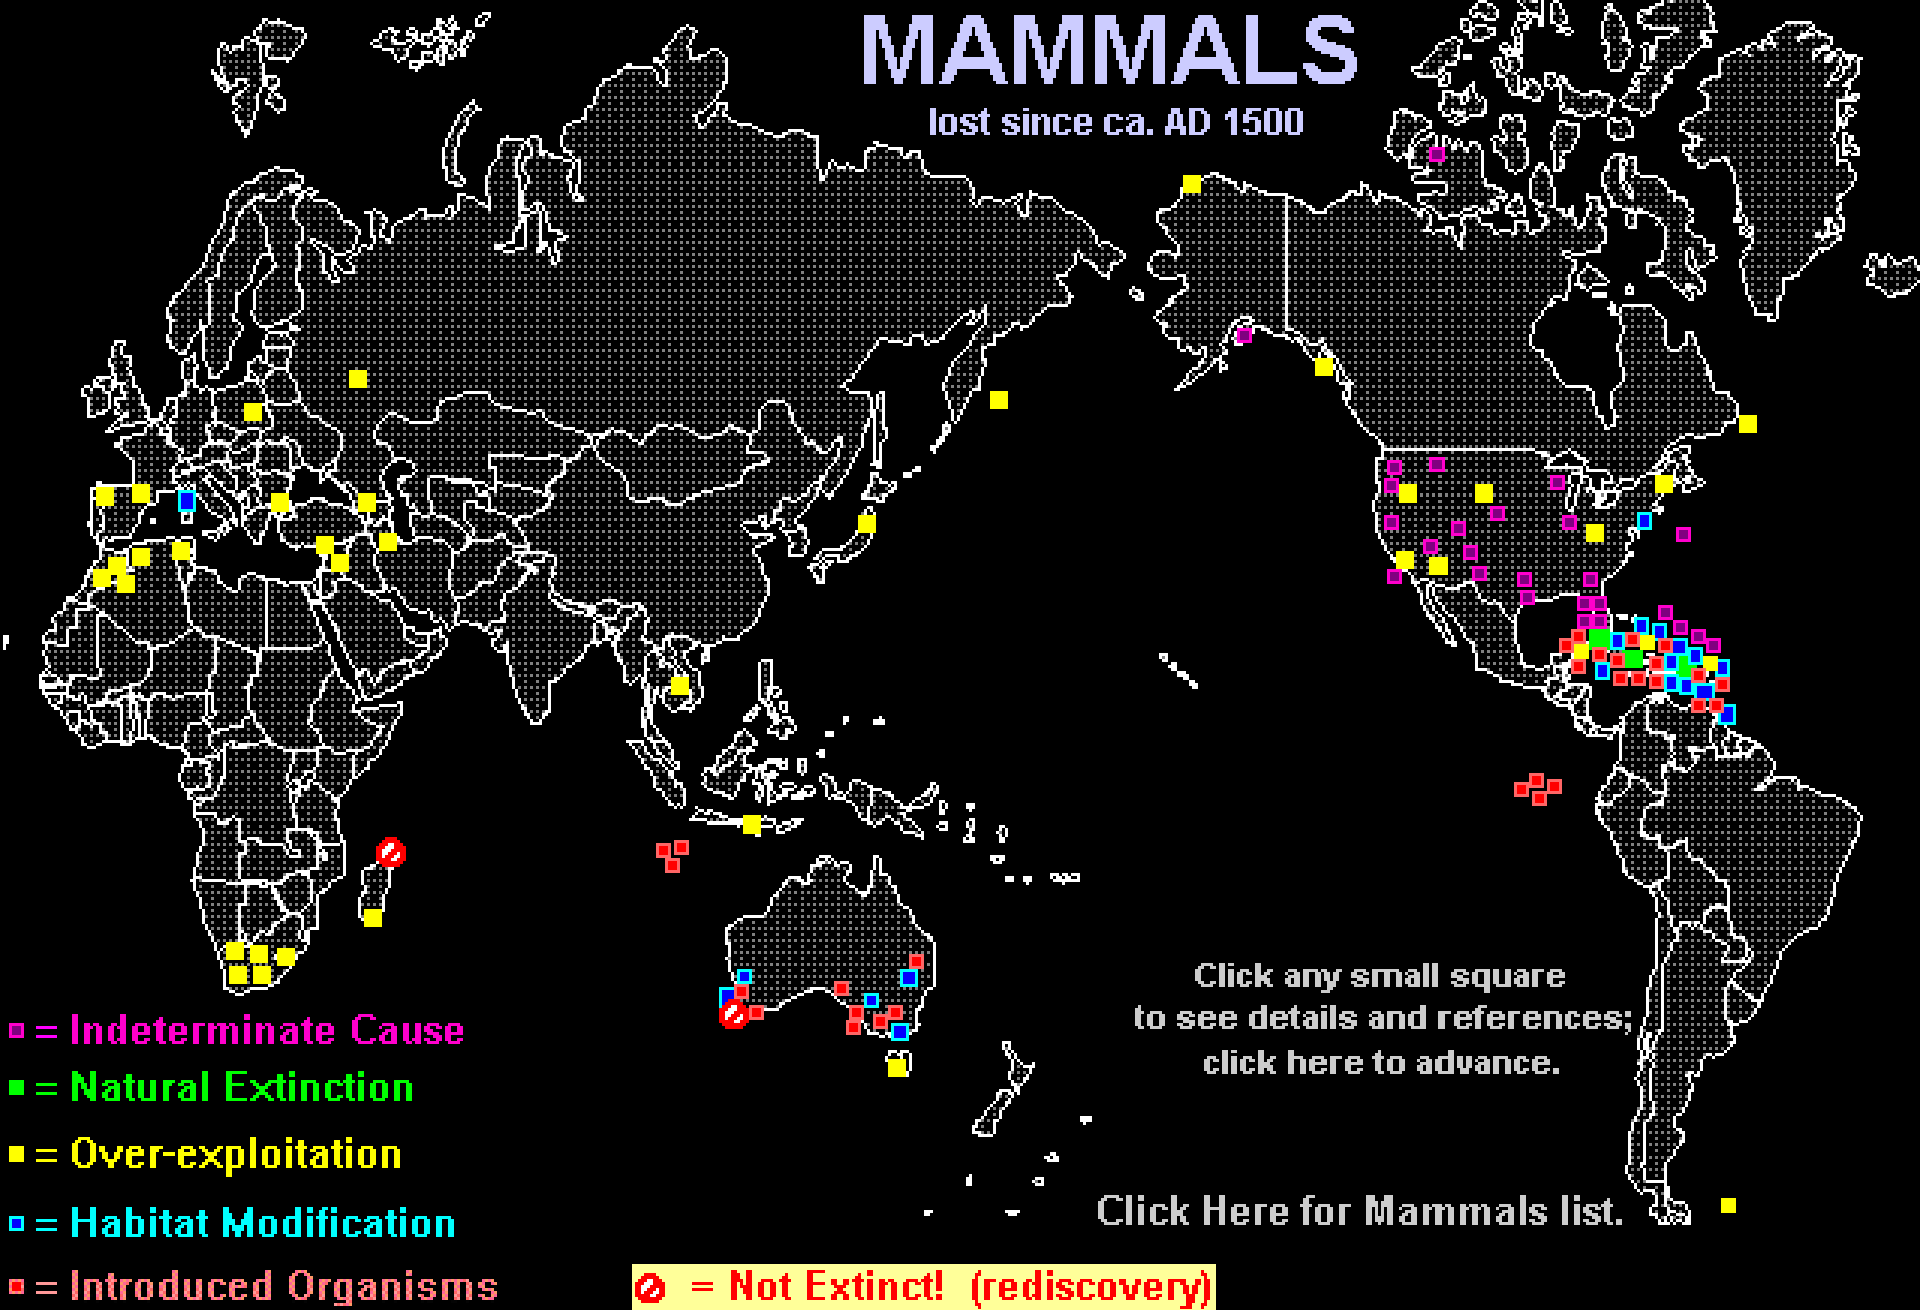 MAMMALS
lost since ca. AD 1500
Click any small square
to see details and references;
click here to advance.
= Indeterminate Cause
= Natural Extinction
= Over-exploitation
= Habitat Modification
= Introduced Organisms
Click Here for Mammals list.
= Not Extinct! (rediscovery)